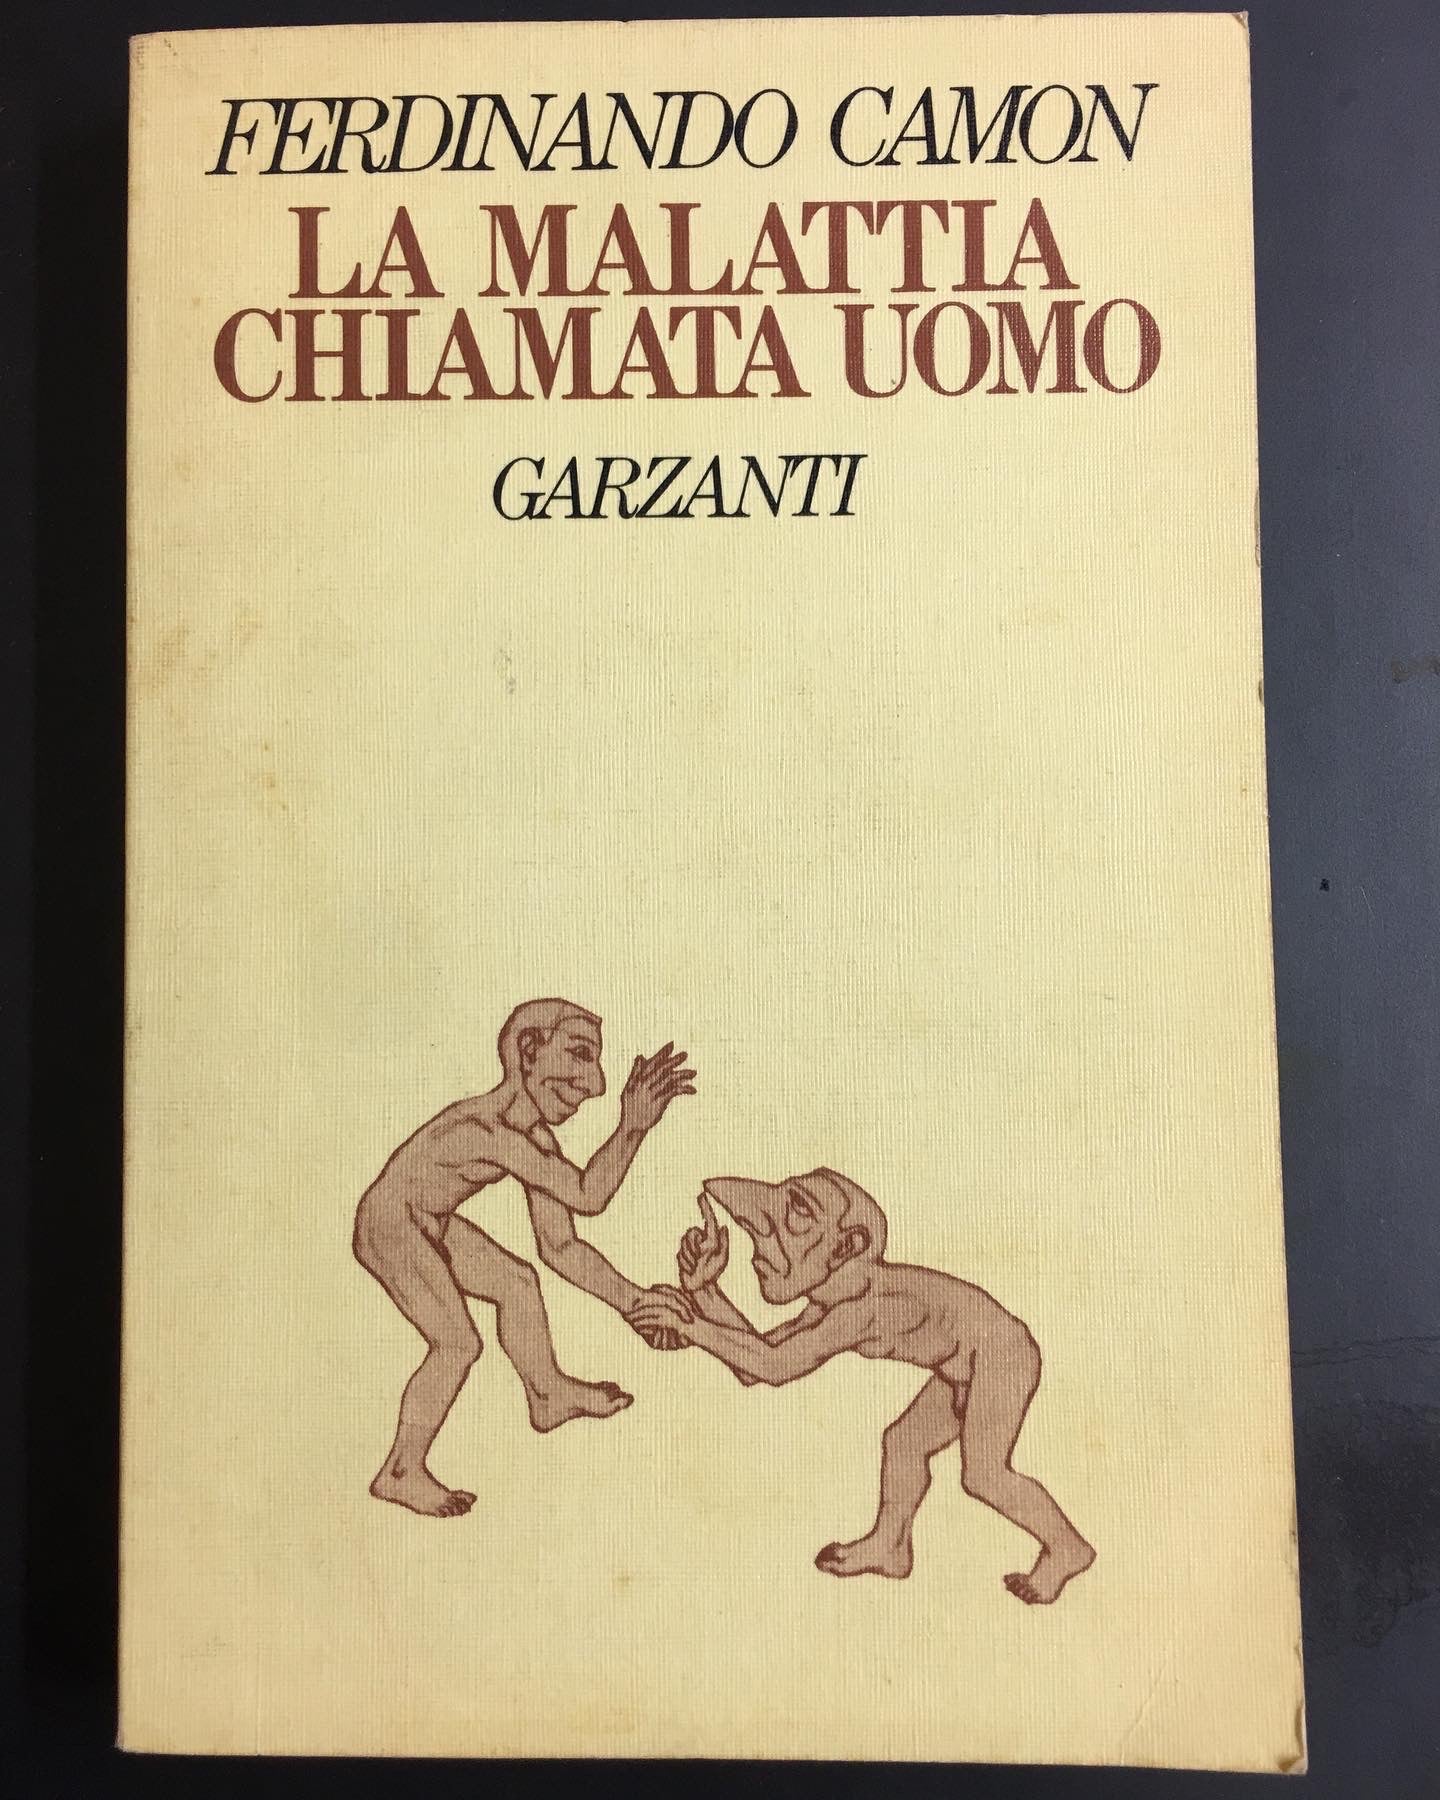 FERDINANDO CAMON
LA MALATTIA
CHIAMATA UOMO
GARZANTI